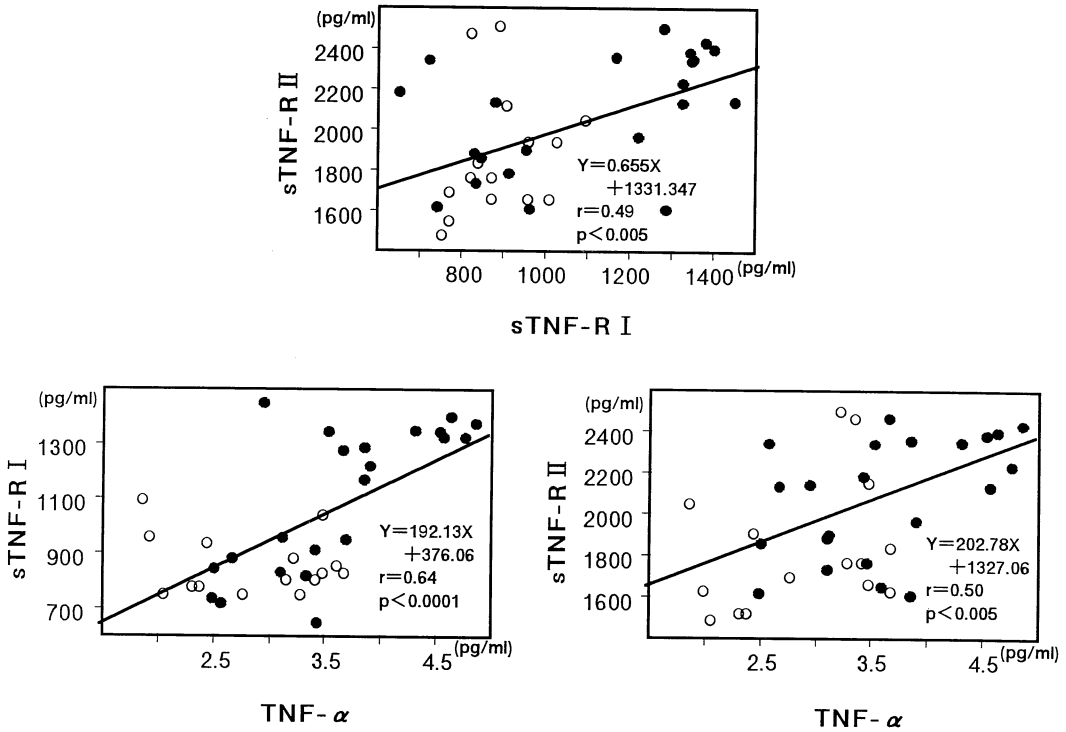 (pg/ml)
2400
2200
2000
1800
1600
sTNF-R Ⅱ
Y=0.655X
+1331.347
r=0.49
p<0.005
800 1000 1200 1400 (pg/ml)
sTNF-R Ⅰ
(pg/ml)
1300
1100
900
700
sTNF-R Ⅰ
Y=192.13X
+376.06
r=0.64
p<0.0001
2.5 3.5 4.5 (pg/ml)
TNF-α
(pg/ml)
2400
2200
2000
1800
1600
sTNF-R Ⅱ
Y=202.78X
+1327.06
r=0.50
p<0.005
2.5 3.5 4.5 (pg/ml)
TNF-α